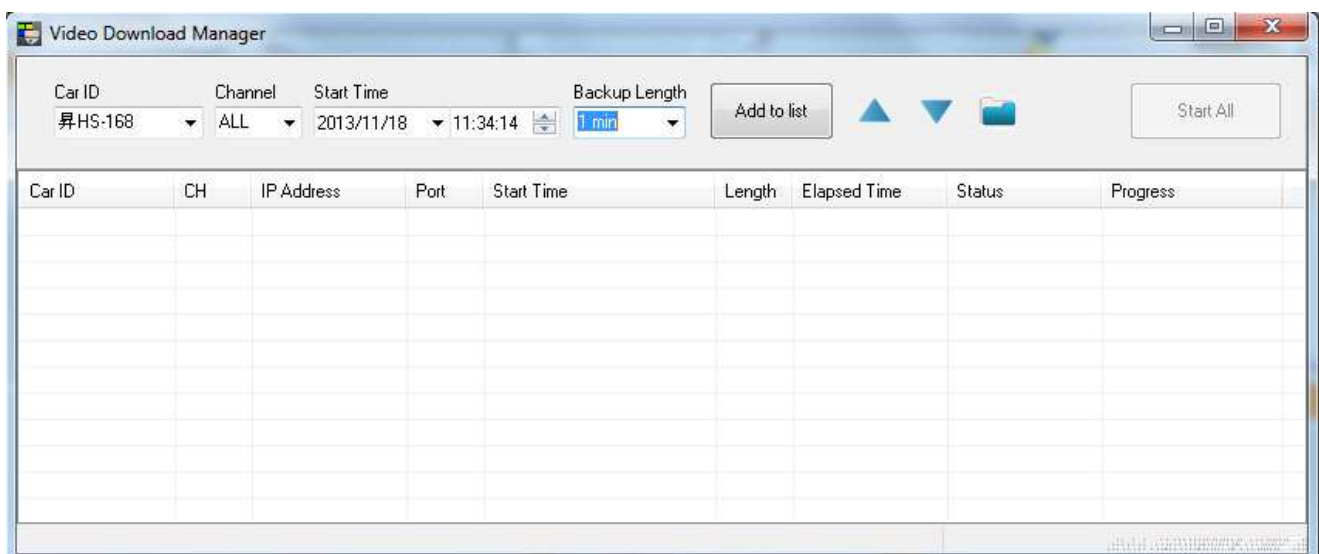 Video Download Manager
Car ID Channel Start Time Backup Length
昇HS-168 ALL 2013/11/18 11:34:14 1 min Add to list Start All
Car ID CH IP Address Port Start Time Length Elapsed Time Status Progress